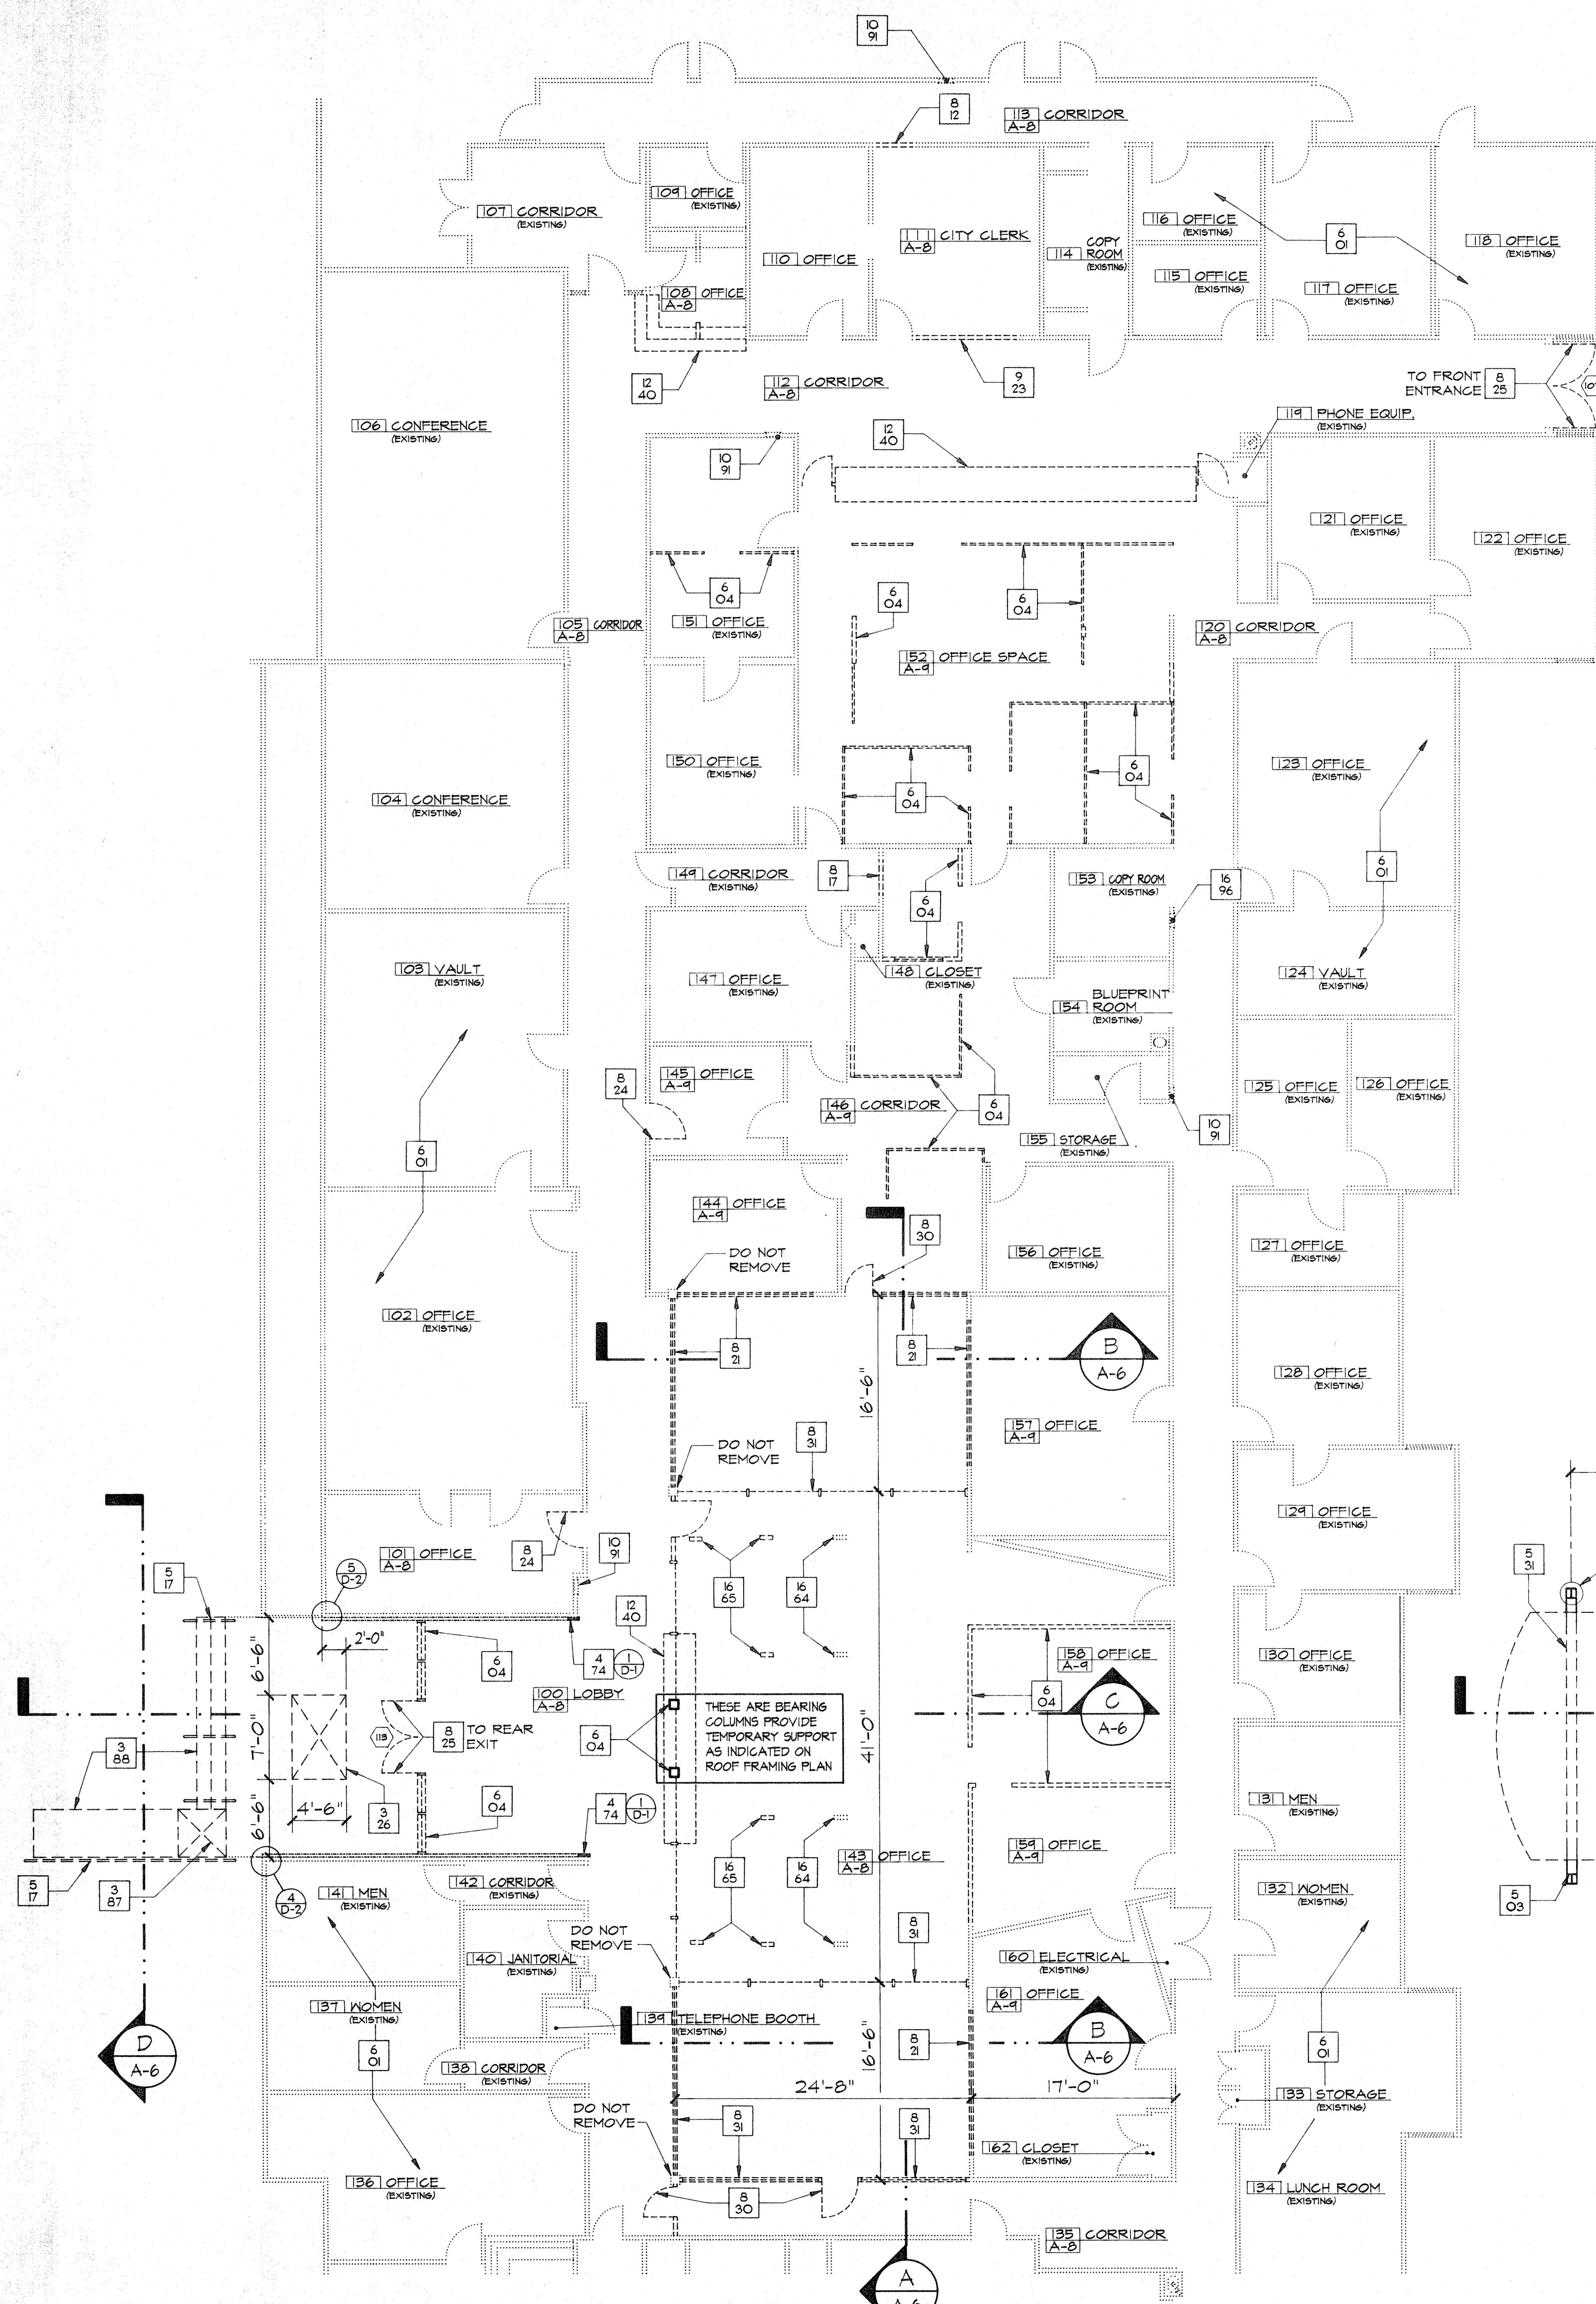 10
91
8
12
113 CORRIDOR
A-8
109 OFFICE
(EXISTING)
107 CORRIDOR
(EXISTING)
116 OFFICE
(EXISTING)
111 CITY CLERK
A-8
COPY
114 ROOM
(EXISTING)
6
01
118 OFFICE
(EXISTING)
110 OFFICE
115 OFFICE
(EXISTING)
117 OFFICE
(EXISTING)
108 OFFICE
A-8
12
40
112 CORRIDOR
A-8
9
23
TO FRONT
ENTRANCE
8
25
106 CONFERENCE
(EXISTING)
119 PHONE EQUIP.
(EXISTING)
12
40
10
91
121 OFFICE
(EXISTING)
122 OFFICE
(EXISTING)
6
04
6
04
6
04
105 CORRIDOR
A-8
151 OFFICE
(EXISTING)
120 CORRIDOR
A-8
152 OFFICE SPACE
A-9
150 OFFICE
(EXISTING)
123 OFFICE
(EXISTING)
6
04
6
04
104 CONFERENCE
(EXISTING)
149 CORRIDOR
(EXISTING)
8
17
153 COPY ROOM
(EXISTING)
16
96
6
01
6
04
103 VAULT
(EXISTING)
147 OFFICE
(EXISTING)
148 CLOSET
(EXISTING)
124 VAULT
(EXISTING)
BLUEPRINT
154 ROOM
(EXISTING)
8
24
145 OFFICE
A-9
125 OFFICE
(EXISTING)
126 OFFICE
(EXISTING)
146 CORRIDOR
A-9
6
04
10
91
155 STORAGE
(EXISTING)
6
01
144 OFFICE
A-9
8
30
DO NOT
REMOVE
156 OFFICE
(EXISTING)
127 OFFICE
(EXISTING)
102 OFFICE
(EXISTING)
8
21
8
21
B
A-6
16'-6"
128 OFFICE
(EXISTING)
157 OFFICE
A-9
DO NOT
REMOVE
8
31
129 OFFICE
(EXISTING)
101 OFFICE
A-8
8
24
10
91
5
D-2
5
17
5
31
16
65
16
64
12
40
6'-6"
2'-0"
6
04
4
74
1
D-1
158 OFFICE
A-9
130 OFFICE
(EXISTING)
100 LOBBY
A-8
6
04
C
A-6
THESE ARE BEARING
COLUMNS PROVIDE
TEMPORARY SUPPORT
AS INDICATED ON
ROOF FRAMING PLAN
7'-0"
113
8
25
TO REAR
EXIT
6
04
41'-0"
3
88
4'-6"
3
26
6
04
4
74
1
D-1
131 MEN
(EXISTING)
6'-6"
159 OFFICE
A-9
143 OFFICE
A-8
16
65
16
64
5
17
3
87
4
D-2
141 MEN
(EXISTING)
142 CORRIDOR
(EXISTING)
132 WOMEN
(EXISTING)
5
03
8
31
DO NOT
REMOVE
140 JANITORIAL
(EXISTING)
160 ELECTRICAL
(EXISTING)
161 OFFICE
A-9
137 WOMEN
(EXISTING)
139 TELEPHONE BOOTH
(EXISTING)
B
A-6
D
A-6
6
01
138 CORRIDOR
(EXISTING)
8
21
16'-6"
6
01
24'-8"
17'-0"
133 STORAGE
(EXISTING)
DO NOT
REMOVE
8
31
8
31
162 CLOSET
(EXISTING)
136 OFFICE
(EXISTING)
8
30
134 LUNCH ROOM
(EXISTING)
135 CORRIDOR
A-8
A
A-6